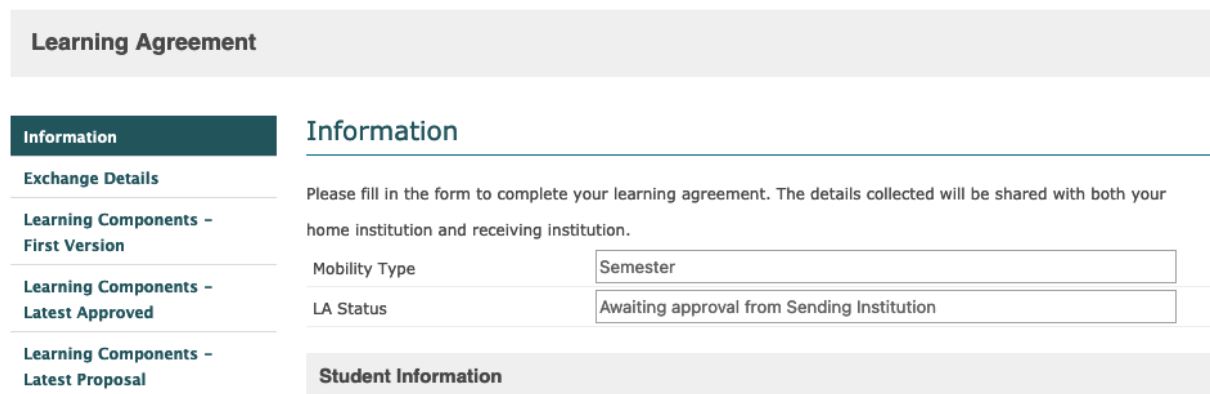 Learning Agreement
Information
Exchange Details
Learning Components –
First Version
Learning Components –
Latest Approved
Learning Components –
Latest Proposal
Information
Please fill in the form to complete your learning agreement. The details collected will be shared with both your
home institution and receiving institution.
Mobility Type Semester
LA Status Awaiting approval from Sending Institution
Student Information